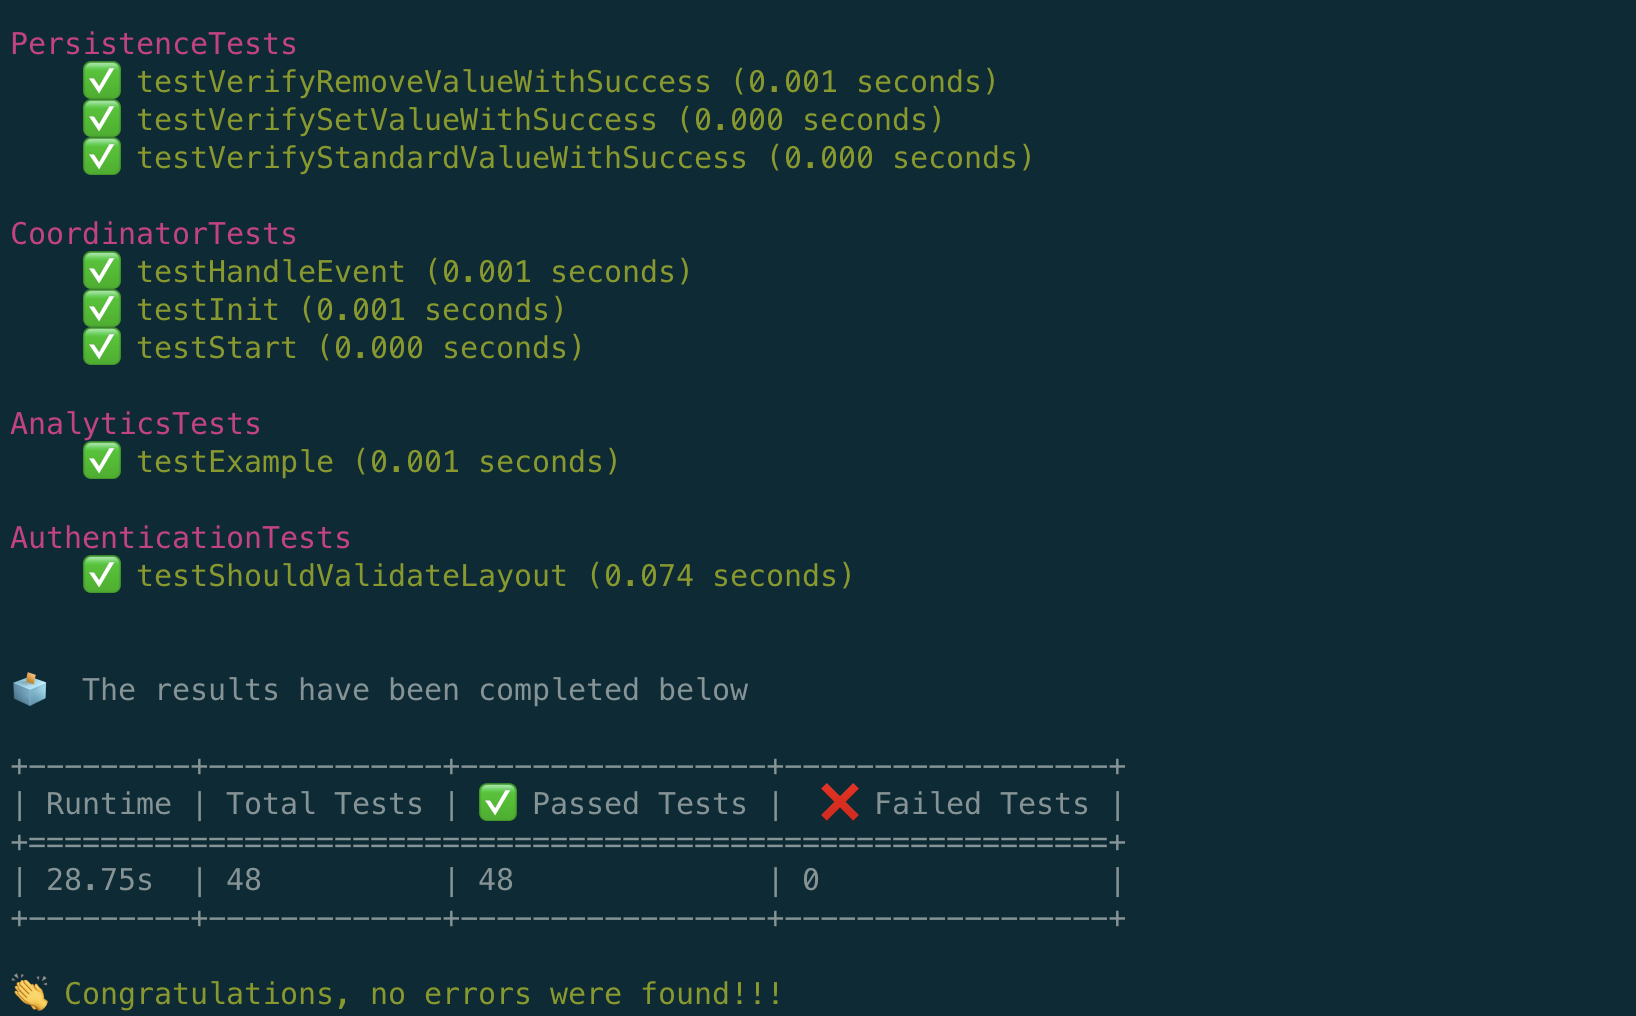 PersistenceTests
✅ testVerifyRemoveValueWithSuccess (0.001 seconds)
✅ testVerifySetValueWithSuccess (0.000 seconds)
✅ testVerifyStandardValueWithSuccess (0.000 seconds)
CoordinatorTests
✅ testHandleEvent (0.001 seconds)
✅ testInit (0.001 seconds)
✅ testStart (0.000 seconds)
AnalyticsTests
✅ testExample (0.001 seconds)
AuthenticationTests
✅ testShouldValidateLayout (0.074 seconds)
🗳 The results have been completed below
+---------+-------------+-----------------+------------------+
| Runtime | Total Tests | ✅ Passed Tests | ❌ Failed Tests |
+============================================================+
| 28.75s | 48 | 48 | 0 |
+---------+-------------+-----------------+------------------+
👏 Congratulations, no errors were found!!!